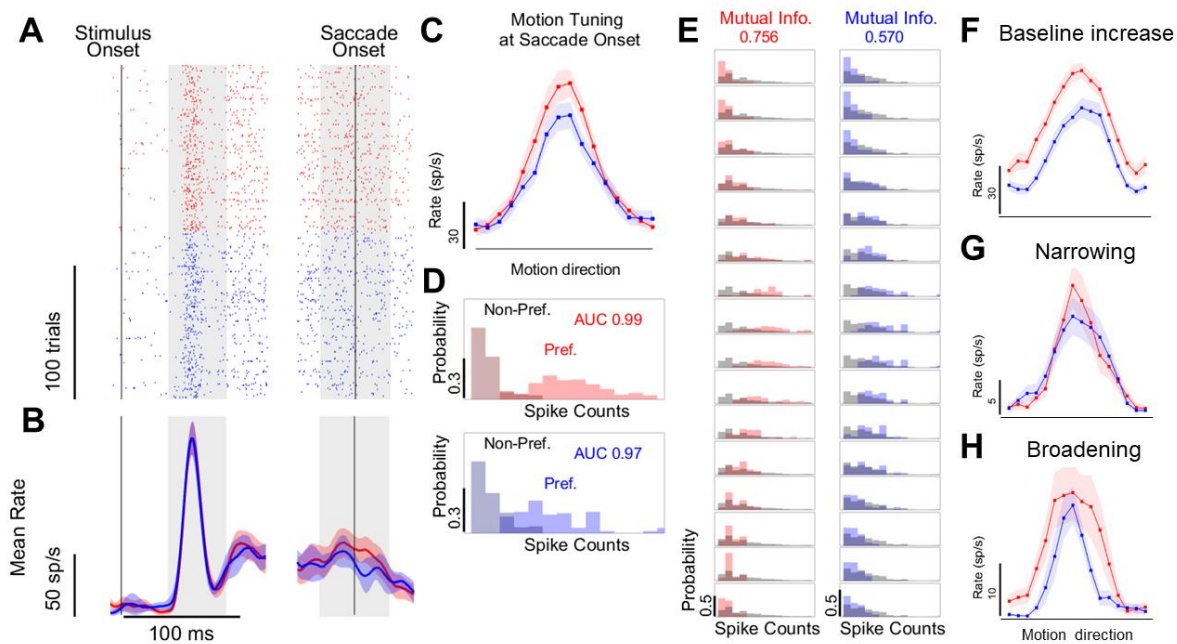 A
Stimulus
Onset
Saccade
Onset
100 trials
B
Mean Rate
50 sp/s
100 ms
C
Motion Tuning
at Saccade Onset
Rate (sp/s)
30
Motion direction
D
Non-Pref.
AUC 0.99
Pref.
Probability
0.3
Spike Counts
Non-Pref.
AUC 0.97
Pref.
Probability
0.3
Spike Counts
E
Mutual Info.
0.756
Mutual Info.
0.570
Probability
0.5
0.5
Spike Counts
Spike Counts
F
Baseline increase
Rate (sp/s)
30
G
Narrowing
Rate (sp/s)
5
H
Broadening
Rate (sp/s)
10
Motion direction